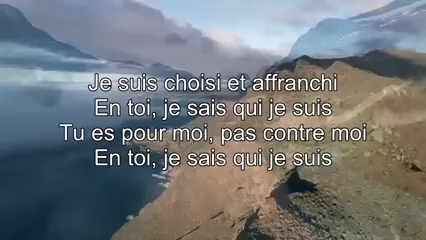 Je suis choisi et affranchi
En toi, je sais qui je suis
Tu es pour moi, pas contre moi
En toi, je sais qui je suis